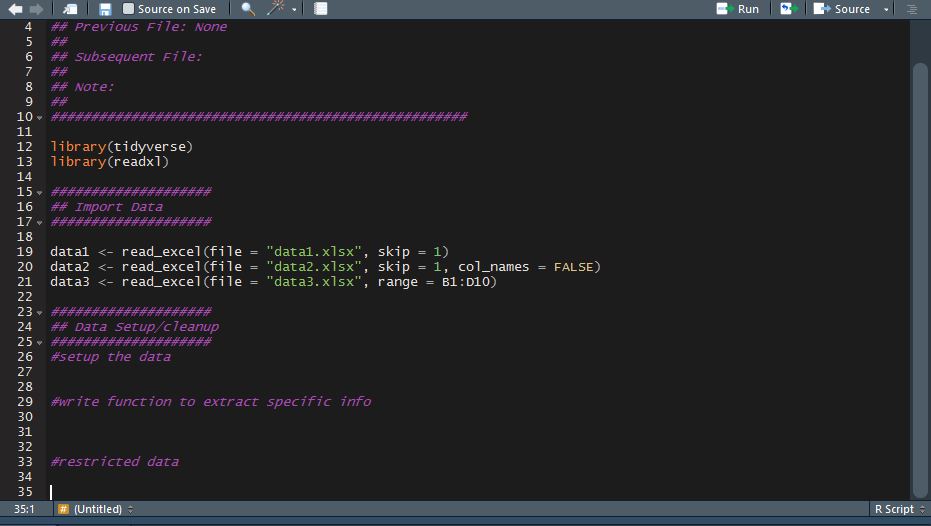 Source on Save Run Source
4 ## Previous File: None
5 ##
6 ## Subsequent File:
7 ##
8 ## Note:
9 ##
10 ####################################################
11
12 library(tidyverse)
13 library(readxl)
14
15 ####################
16 ## Import Data
17 ####################
18
19 data1 <- read_excel(file = "data1.xlsx", skip = 1)
20 data2 <- read_excel(file = "data2.xlsx", skip = 1, col_names = FALSE)
21 data3 <- read_excel(file = "data3.xlsx", range = B1:D10)
22
23 ####################
24 ## Data Setup/cleanup
25 ####################
26 #setup the data
27
28
29 #write function to extract specific info
30
31
32
33 #restricted data
34
35
35:1 # (Untitled) R Script